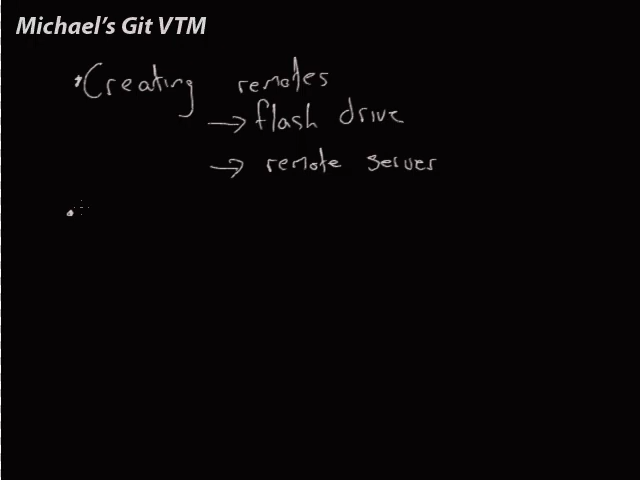 Michael's Git VTM
• Creating remotes
→ flash drive
→ remote server
•